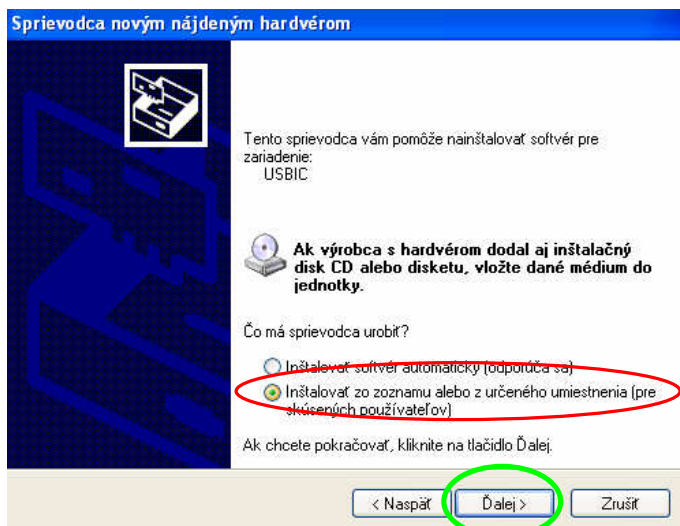 Sprievodca novým nájdeným hardvérom
Tento sprievodca vám pomôže nainštalovať softvér pre
zariadenie:
USBIC
Ak výrobca s hardvérom dodal aj inštalačný
disk CD alebo disketu, vložte dané médium do
jednotky.
Čo má sprievodca urobiť?
Inštalovať softvér automaticky (odporúča sa)
Inštalovať zo zoznamu alebo z určeného umiestnenia (pre
skúsených používateľov)
Ak chcete pokračovať, kliknite na tlačidlo Ďalej.
< Naspäť Ďalej > Zrušiť